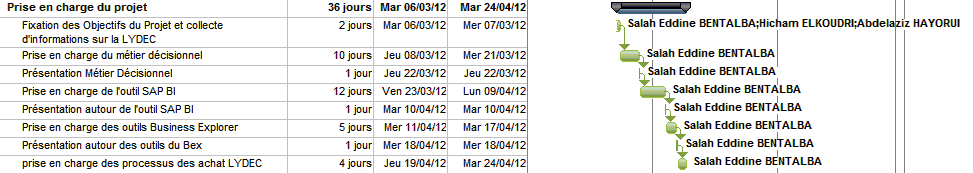 Prise en charge du projet 36 jours Mar 06/03/12 Mar 24/04/12
Fixation des Objectifs du Projet et collecte 2 jours Mar 06/03/12 Mer 07/03/12 Salah Eddine BENTALBA;Hicham ELKOUDRI;Abdelaziz HAYORUI
d'informations sur la LYDEC
Prise en charge du métier décisionnel 10 jours Jeu 08/03/12 Mer 21/03/12 Salah Eddine BENTALBA
Présentation Métier Décisionnel 1 jour Jeu 22/03/12 Jeu 22/03/12 Salah Eddine BENTALBA
Prise en charge de l'outil SAP BI 12 jours Ven 23/03/12 Lun 09/04/12 Salah Eddine BENTALBA
Présentation autour de l'outil SAP BI 1 jour Mar 10/04/12 Mar 10/04/12 Salah Eddine BENTALBA
Prise en charge des outils Business Explorer 5 jours Mer 11/04/12 Mar 17/04/12 Salah Eddine BENTALBA
Présentation autour des outils du Bex 1 jour Mer 18/04/12 Mer 18/04/12 Salah Eddine BENTALBA
prise en charge des processus des achat LYDEC 4 jours Jeu 19/04/12 Mar 24/04/12 Salah Eddine BENTALBA